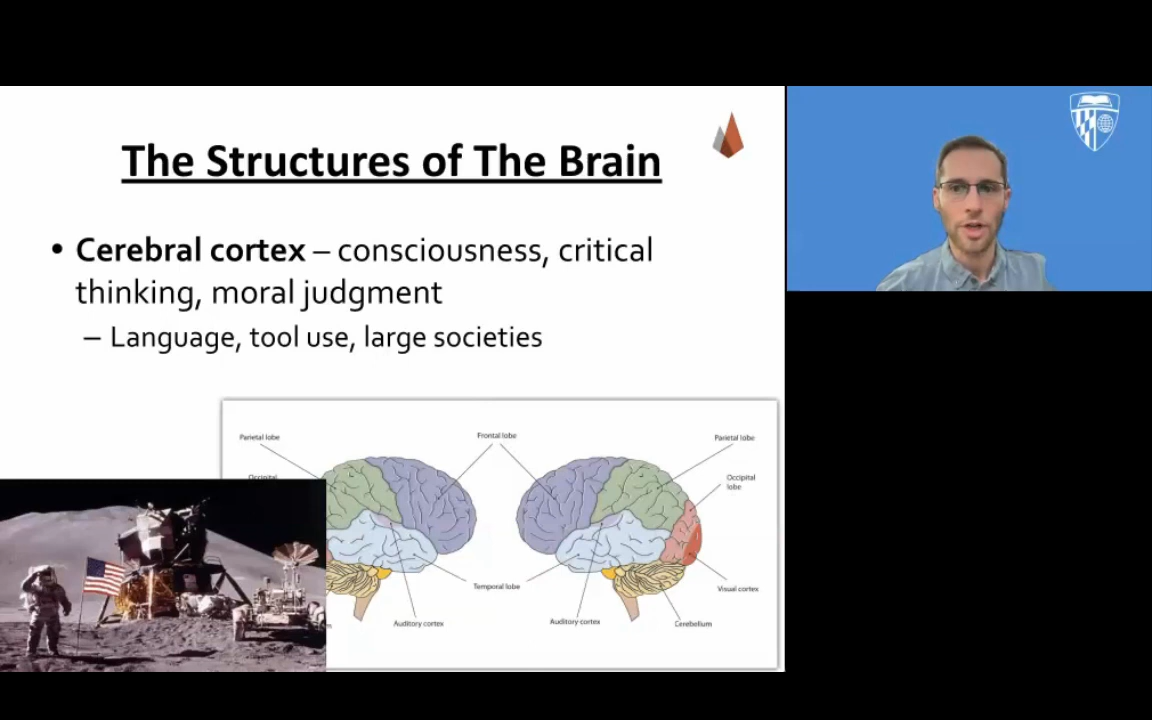 The Structures of The Brain
• Cerebral cortex – consciousness, critical
thinking, moral judgment
– Language, tool use, large societies
Parietal lobe
Frontal lobe
Parietal lobe
Occipital
Occipital
lobe
Temporal lobe
Visual cortex
Auditory cortex
Auditory cortex
Cerebellum